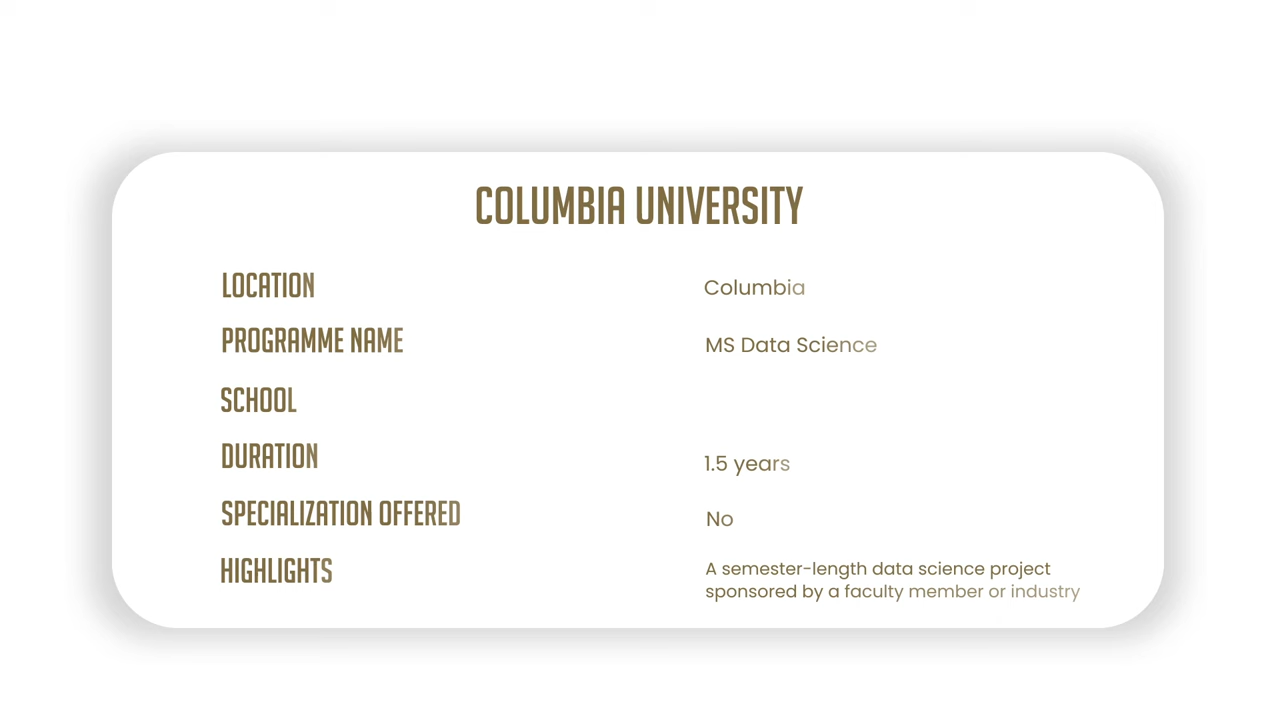 COLUMBIA UNIVERSITY
LOCATION Columbia
PROGRAMME NAME MS Data Science
SCHOOL
DURATION 1.5 years
SPECIALIZATION OFFERED No
HIGHLIGHTS A semester-length data science project
sponsored by a faculty member or industry